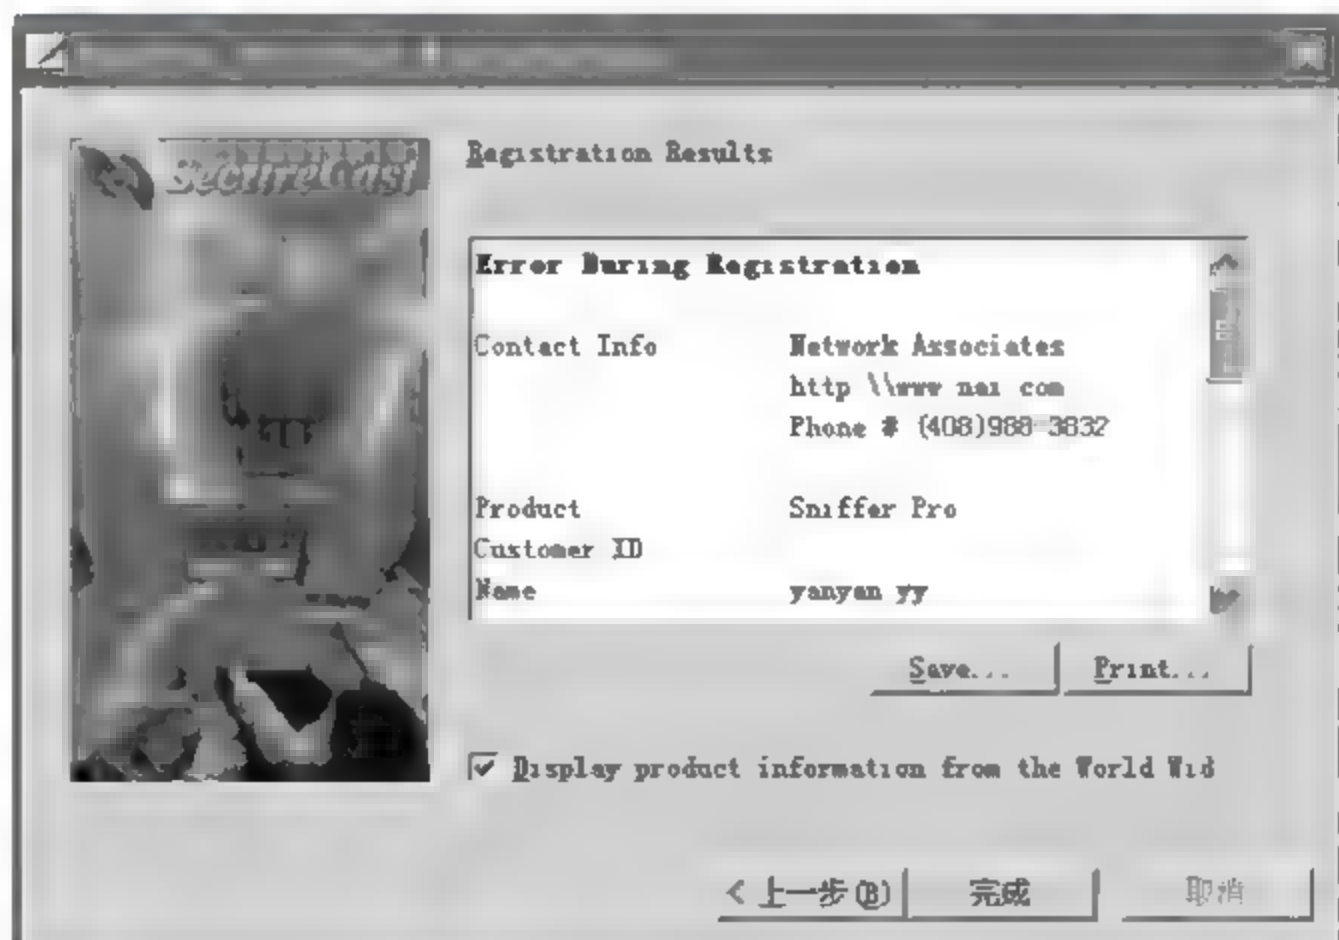 SecureCast
Registration Results
Error During Registration
Contact Info Network Associates
http \\www nai com
Phone # (408)988-3832
Product Sniffer Pro
Customer ID
Name yanyan yy
Save... Print...
Display product information from the World Wid
< 上一步(B) 完成 取消